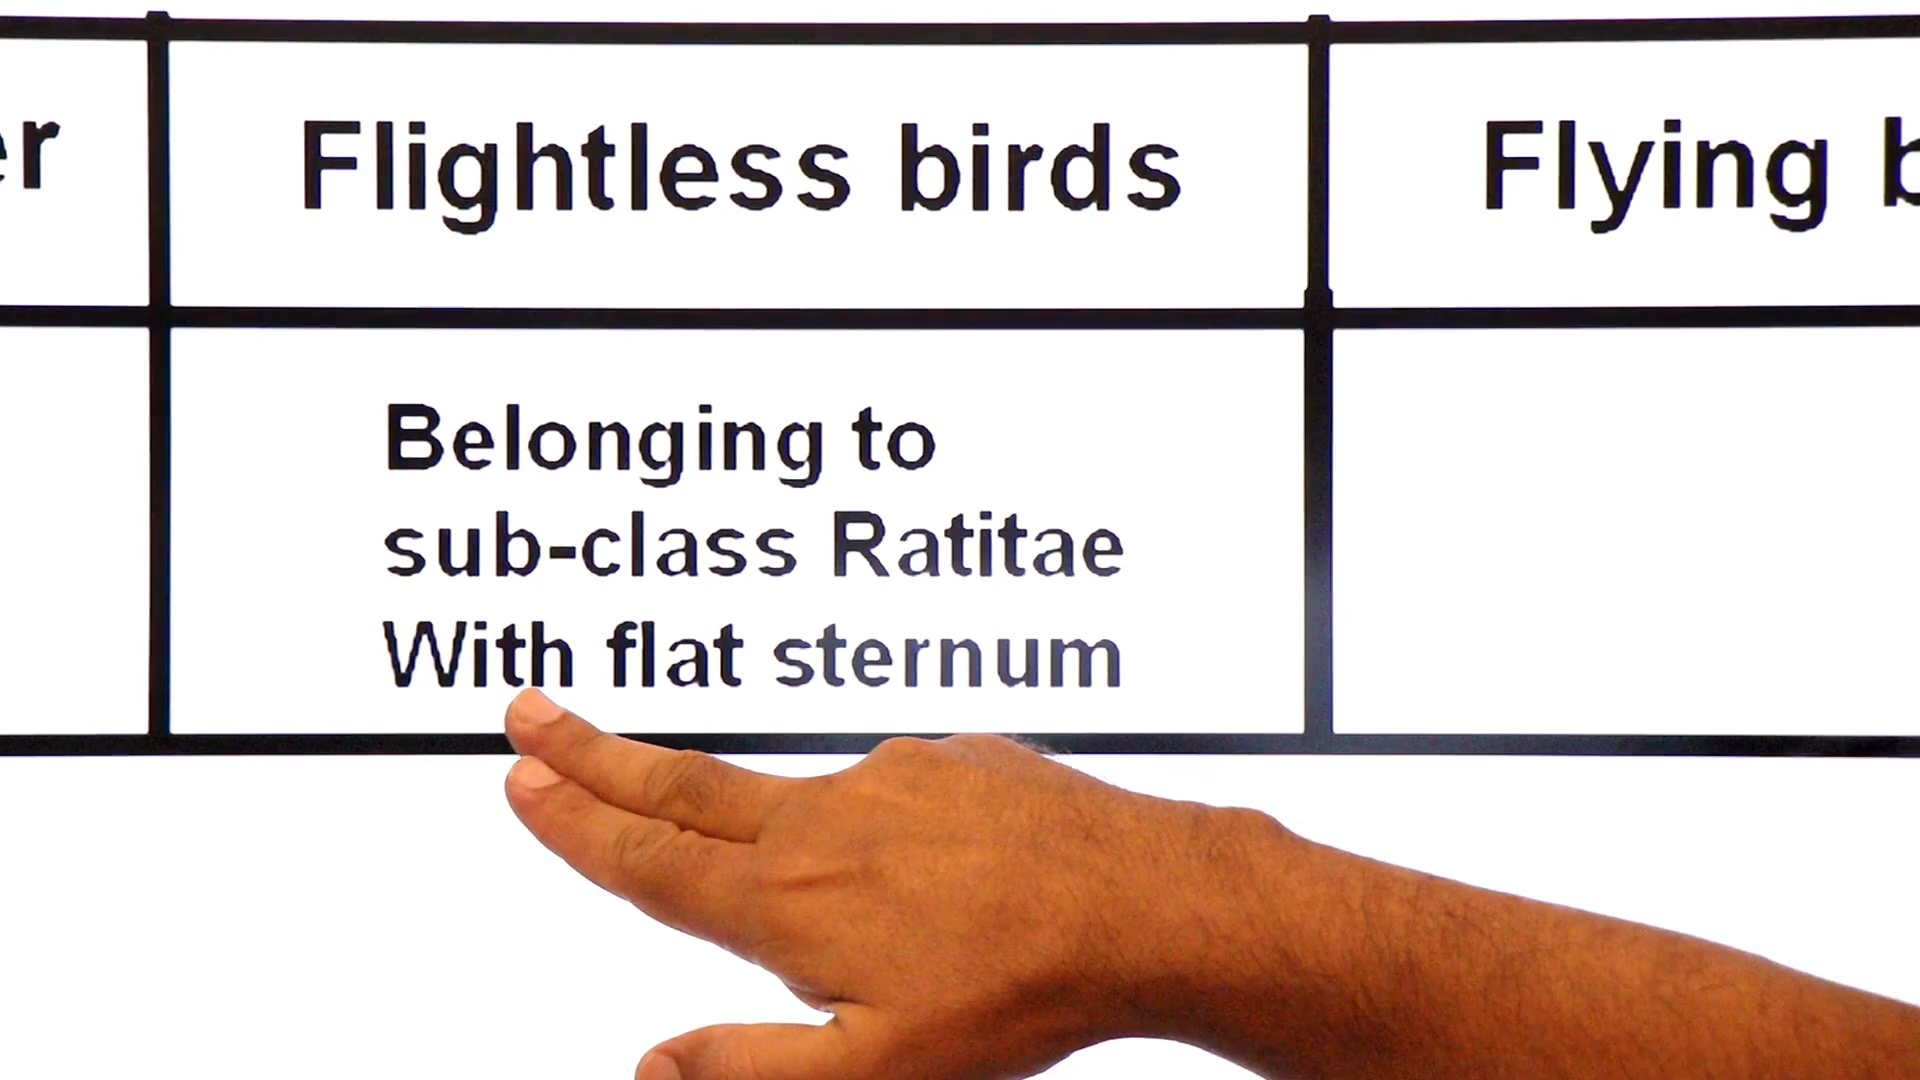 Flightless birds
Flying
Belonging to
sub-class Ratitae
With flat sternum